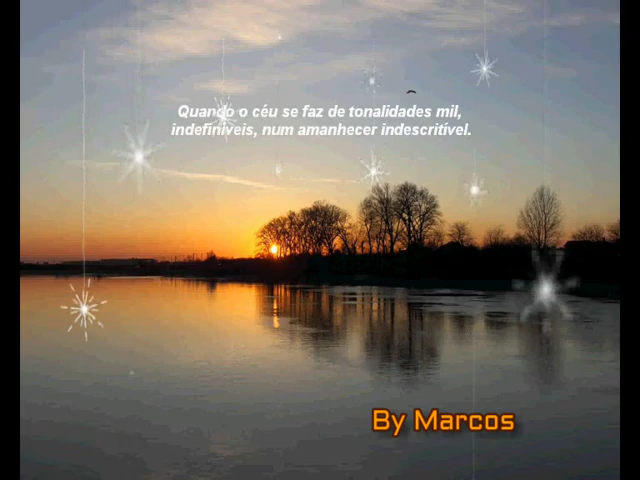 Quando o céu se faz de tonalidades mil,
indefiníveis, num amanhecer indescritível.
By Marcos